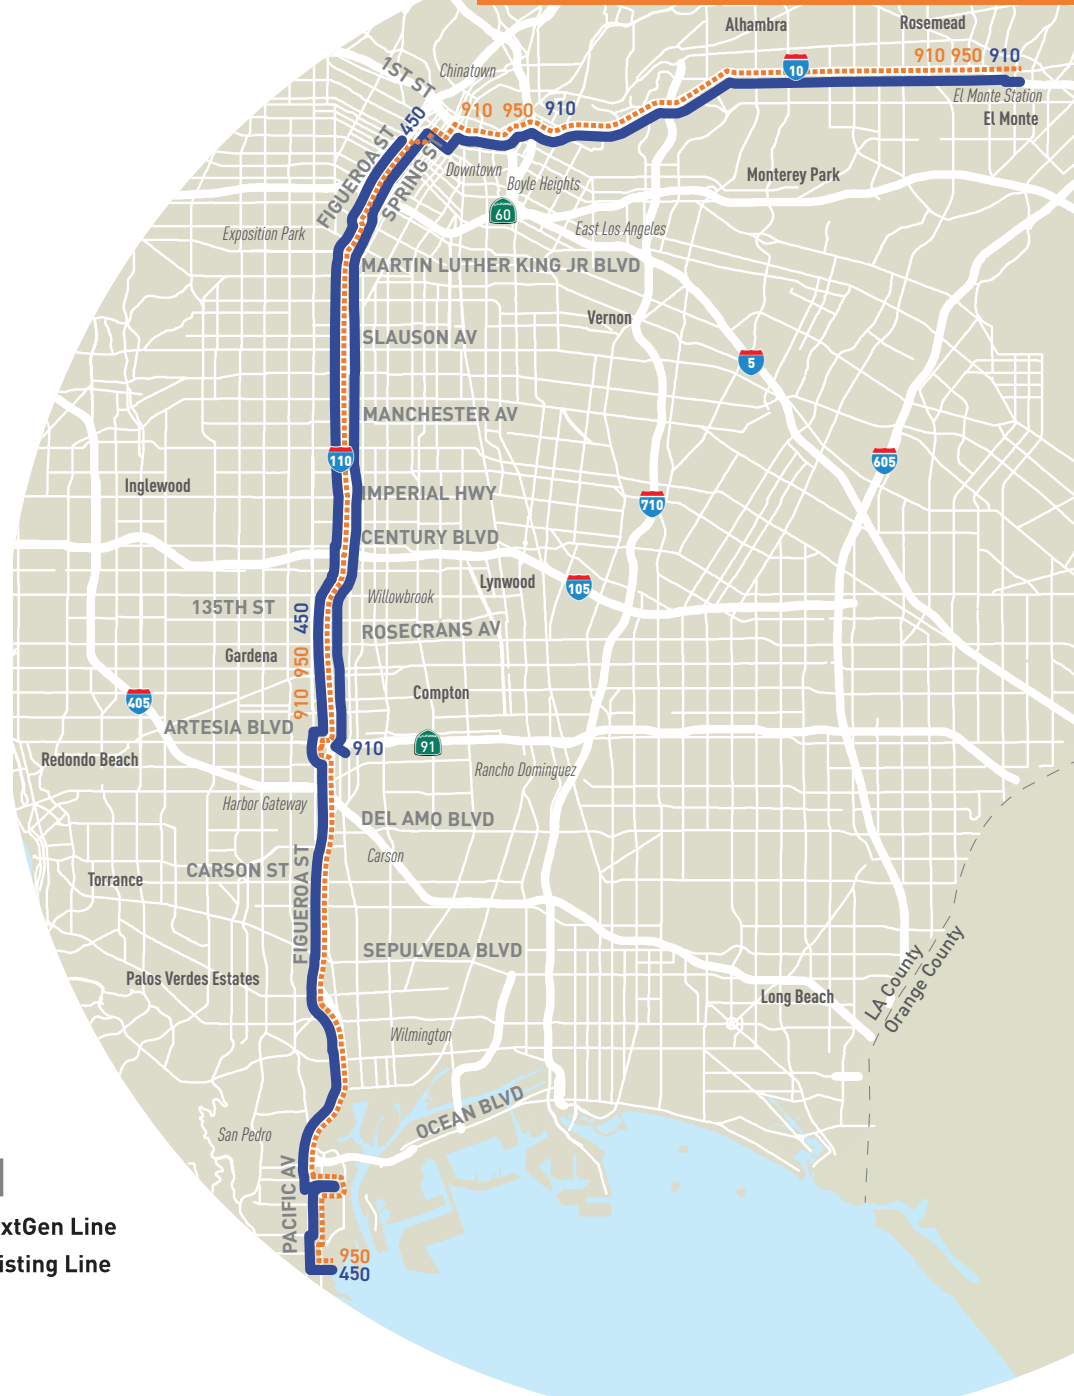 Alhambra
Rosemead
910 950 910
10
El Monte Station
El Monte
1ST ST
Chinatown
450
910 950 910
FIGUEROA ST
SPRING ST
Downtown
Boyle Heights
Monterey Park
60
Exposition Park
East Los Angeles
MARTIN LUTHER KING JR BLVD
Vernon
SLAUSON AV
5
MANCHESTER AV
110
605
Inglewood
IMPERIAL HWY
710
CENTURY BLVD
Lynwood
105
Willowbrook
135TH ST
450
ROSECRANS AV
Gardena
910 950
Compton
405
ARTESIA BLVD
910
91
Redondo Beach
Rancho Dominguez
Harbor Gateway
DEL AMO BLVD
Carson
CARSON ST
Torrance
FIGUEROA ST
SEPULVEDA BLVD
LA County
Orange County
Palos Verdes Estates
Long Beach
Wilmington
OCEAN BLVD
San Pedro
PACIFIC AV
xtGen Line
isting Line
950
450